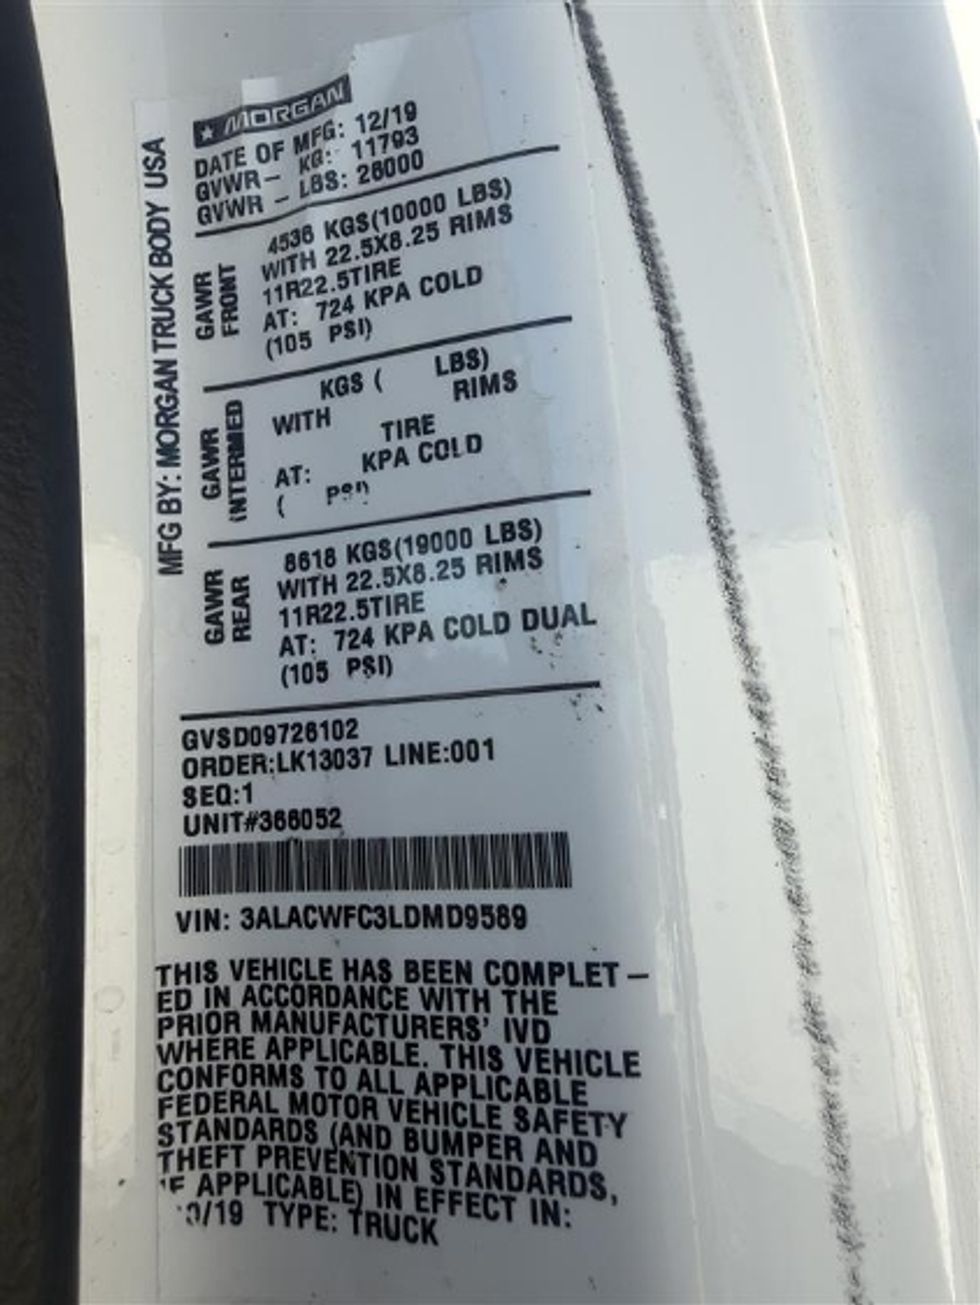 MORGAN
DATE OF MFG: 12/19
GVWR- KG: 11793
GVWR - LBS: 26000
MFG BY: MORGAN TRUCK BODY USA
GAWR FRONT
4536 KGS(10000 LBS)
WITH 22.5X8.25 RIMS
11R22.5TIRE
AT: 724 KPA COLD
(105 PSI)
GAWR INTERMED
KGS ( LBS)
WITH RIMS
TIRE
AT: KPA COLD
( PSI)
GAWR REAR
8618 KGS(19000 LBS)
WITH 22.5X8.25 RIMS
11R22.5TIRE
AT: 724 KPA COLD DUAL
(105 PSI)
GVSD09726102
ORDER:LK13037 LINE:001
SEQ:1
UNIT#366052
VIN: 3ALACWFC3LDMD9589
THIS VEHICLE HAS BEEN COMPLET -
ED IN ACCORDANCE WITH THE
PRIOR MANUFACTURERS' IVD
WHERE APPLICABLE. THIS VEHICLE
CONFORMS TO ALL APPLICABLE
FEDERAL MOTOR VEHICLE SAFETY
STANDARDS (AND BUMPER AND
THEFT PREVENTION STANDARDS,
IF APPLICABLE) IN EFFECT IN:
TYPE: TRUCK